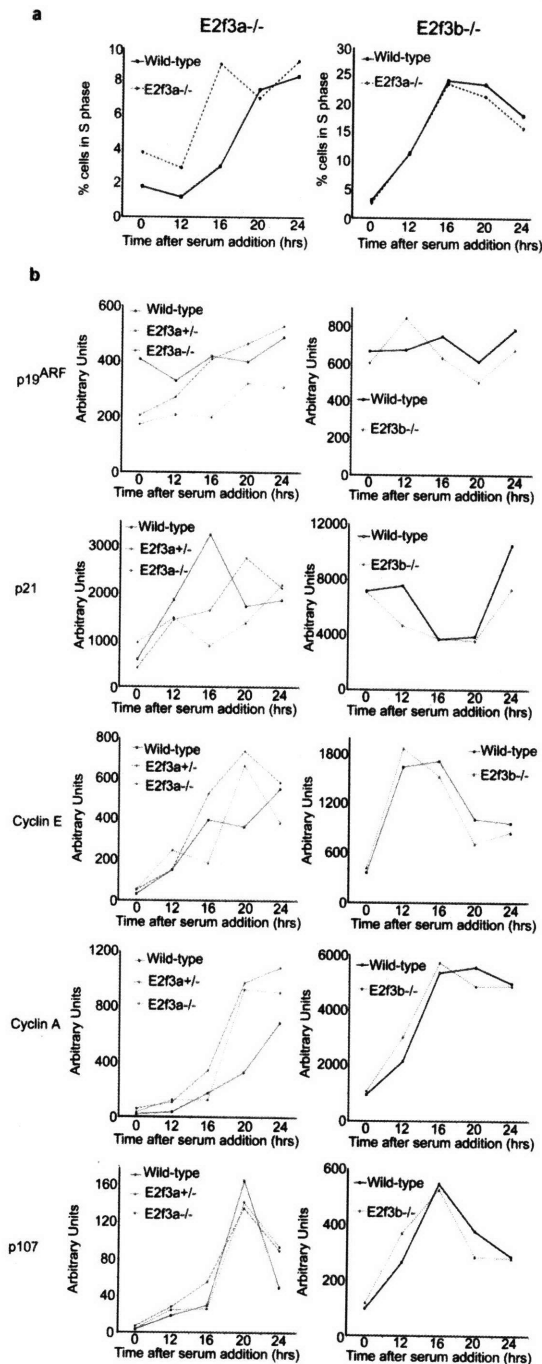 a
E2f3a-/-
E2f3b-/-
% cells in S phase
10
8
6
4
2
0
Wild-type
E2f3a-/-
0 12 16 20 24
Time after serum addition (hrs)
% cells in S phase
30
25
20
15
10
5
0
Wild-type
E2f3a-/-
0 12 16 20 24
Time after serum addition (hrs)
b
p19ARF
Arbitrary Units
600
400
200
0
Wild-type
E2f3a+/-
E2f3a-/-
0 12 16 20 24
Time after serum addition (hrs)
Arbitrary Units
800
600
400
200
0
Wild-type
E2f3b-/-
0 12 16 20 24
Time after serum addition (hrs)
p21
Arbitrary Units
3000
2000
1000
0
Wild-type
E2f3a+/-
E2f3a-/-
0 12 16 20 24
Time after serum addition (hrs)
Arbitrary Units
12000
8000
4000
0
Wild-type
E2f3b-/-
0 12 16 20 24
Time after serum addition (hrs)
Cyclin E
Arbitrary Units
800
600
400
200
0
Wild-type
E2f3a+/-
E2f3a-/-
0 12 16 20 24
Time after serum addition (hrs)
Arbitrary Units
1800
1200
600
0
Wild-type
E2f3b-/-
0 12 16 20 24
Time after serum addition (hrs)
Cyclin A
Arbitrary Units
1200
800
400
0
Wild-type
E2f3a+/-
E2f3a-/-
0 12 16 20 24
Time after serum addition (hrs)
Arbitrary Units
6000
4000
2000
0
Wild-type
E2f3b-/-
0 12 16 20 24
Time after serum addition (hrs)
p107
Arbitrary Units
160
120
80
40
0
Wild-type
E2f3a+/-
E2f3a-/-
0 12 16 20 24
Time after serum addition (hrs)
Arbitrary Units
600
400
200
0
Wild-type
E2f3b-/-
0 12 16 20 24
Time after serum addition (hrs)